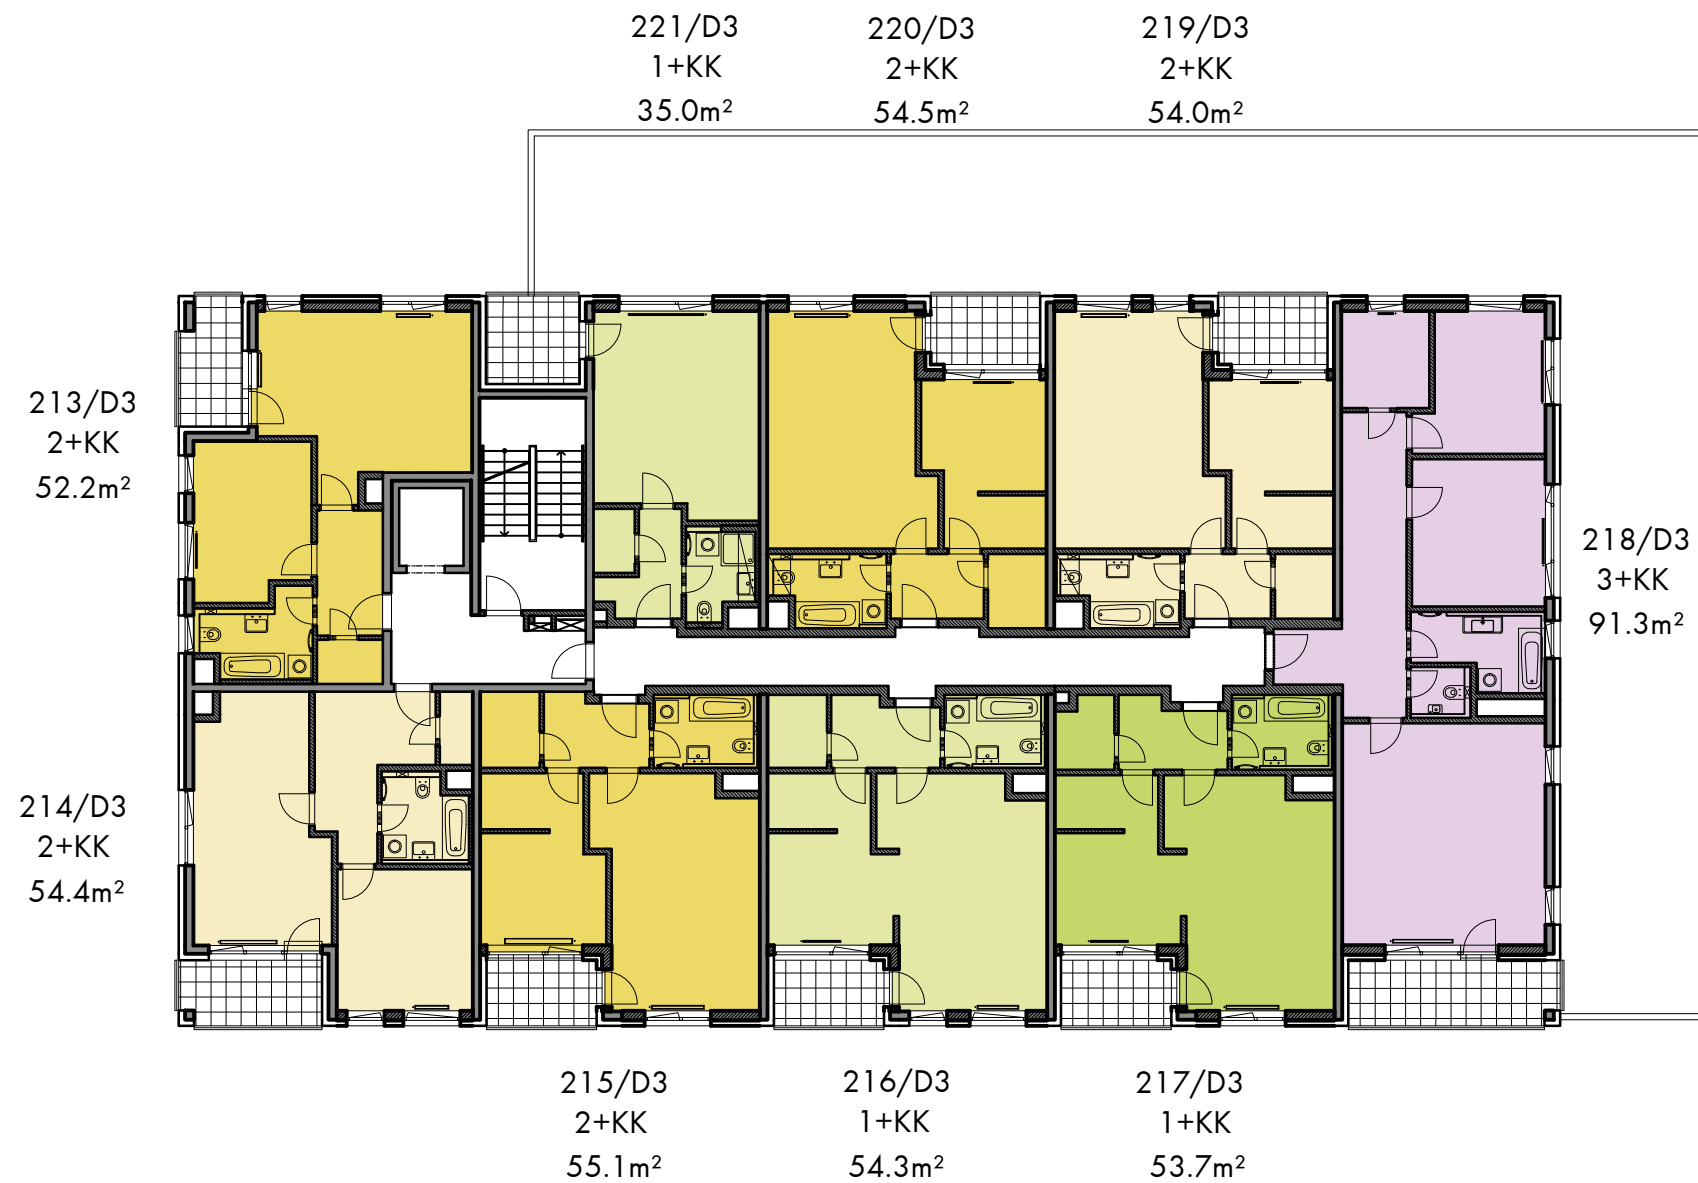 221/D3
1+KK
35.0m²
220/D3
2+KK
54.5m²
219/D3
2+KK
54.0m²
213/D3
2+KK
52.2m²
218/D3
3+KK
91.3m²
214/D3
2+KK
54.4m²
215/D3
2+KK
55.1m²
216/D3
1+KK
54.3m²
217/D3
1+KK
53.7m²